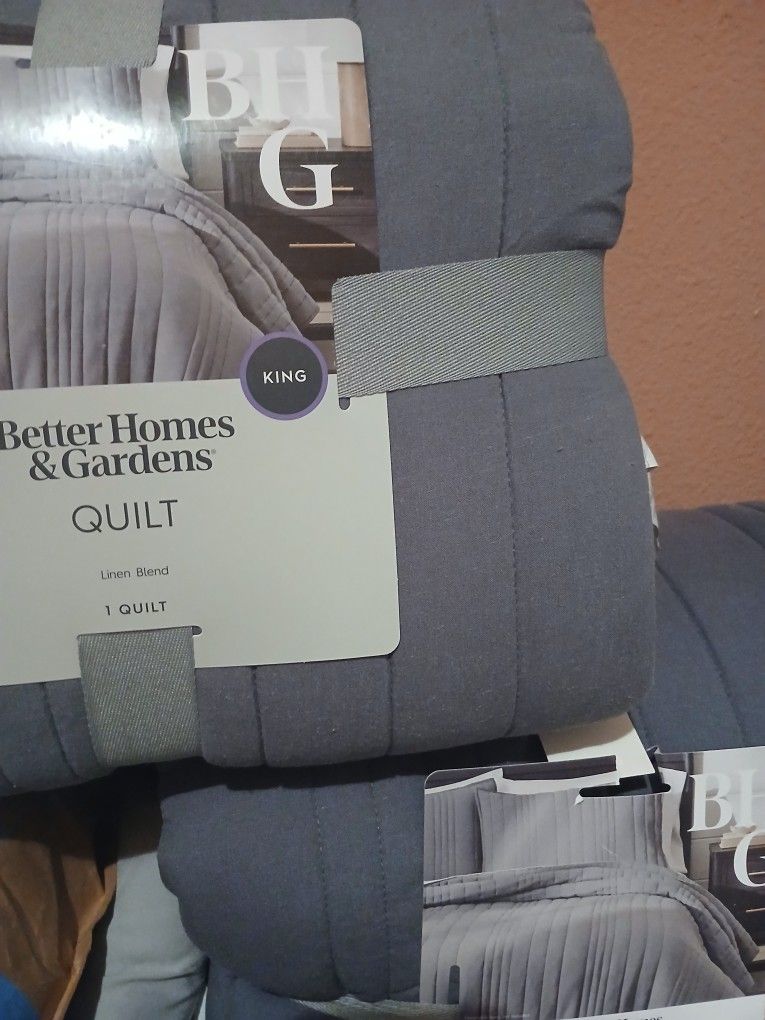 BH
G
KING
Better Homes
& Gardens®
QUILT
Linen Blend
1 QUILT
BH
G